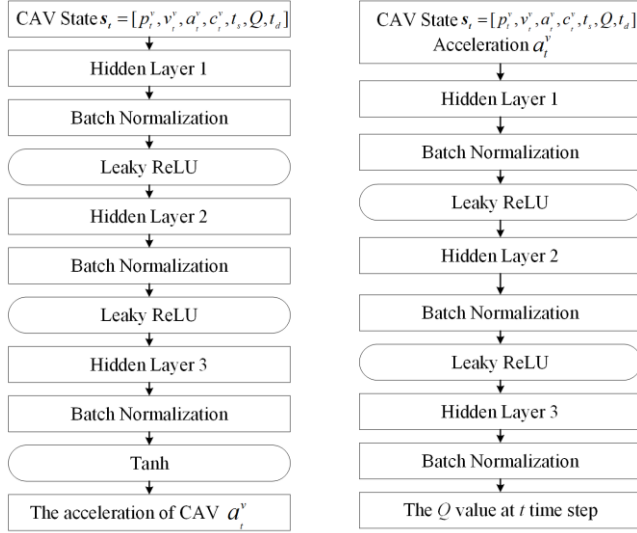 CAV State s_t = [p_t^v, v_t^v, a_t^v, c_t^v, t_s, Q, t_d]
Hidden Layer 1
Batch Normalization
Leaky ReLU
Hidden Layer 2
Batch Normalization
Leaky ReLU
Hidden Layer 3
Batch Normalization
Tanh
The acceleration of CAV a_t^v
CAV State s_t = [p_t^v, v_t^v, a_t^v, c_t^v, t_s, Q, t_d]
Acceleration a_t^v
Hidden Layer 1
Batch Normalization
Leaky ReLU
Hidden Layer 2
Batch Normalization
Leaky ReLU
Hidden Layer 3
Batch Normalization
The Q value at t time step